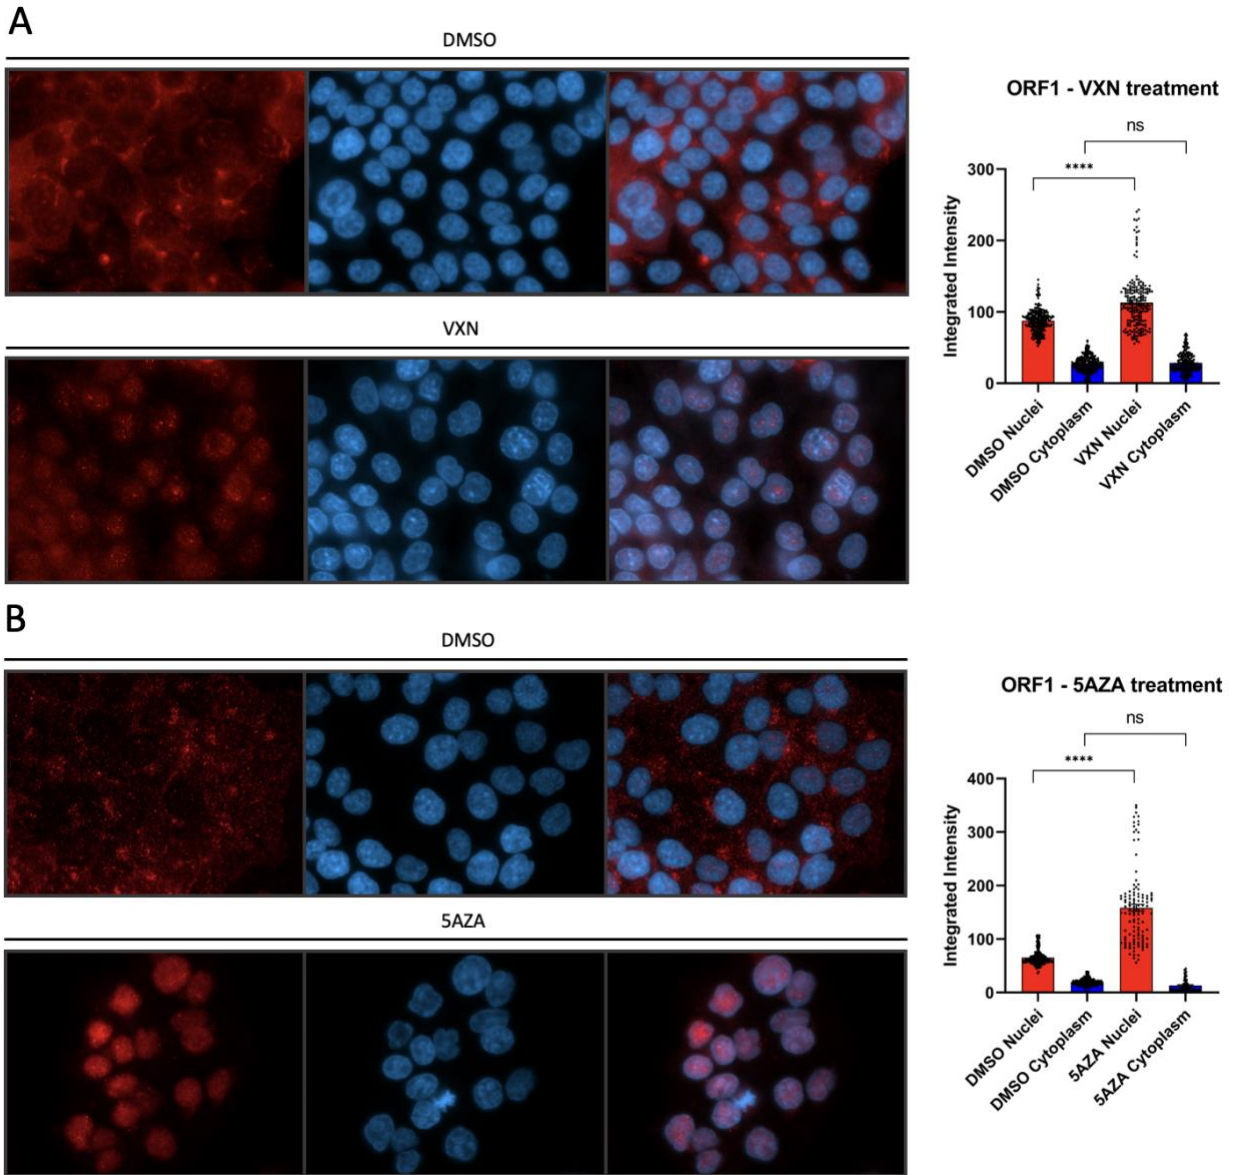 A
DMSO
VXN
ORF1 - VXN treatment
ns
****
300
200
100
0
Integrated Intensity
DMSO Nuclei
DMSO Cytoplasm
VXN Nuclei
VXN Cytoplasm
B
DMSO
5AZA
ORF1 - 5AZA treatment
ns
****
400
300
200
100
0
Integrated Intensity
DMSO Nuclei
DMSO Cytoplasm
5AZA Nuclei
5AZA Cytoplasm